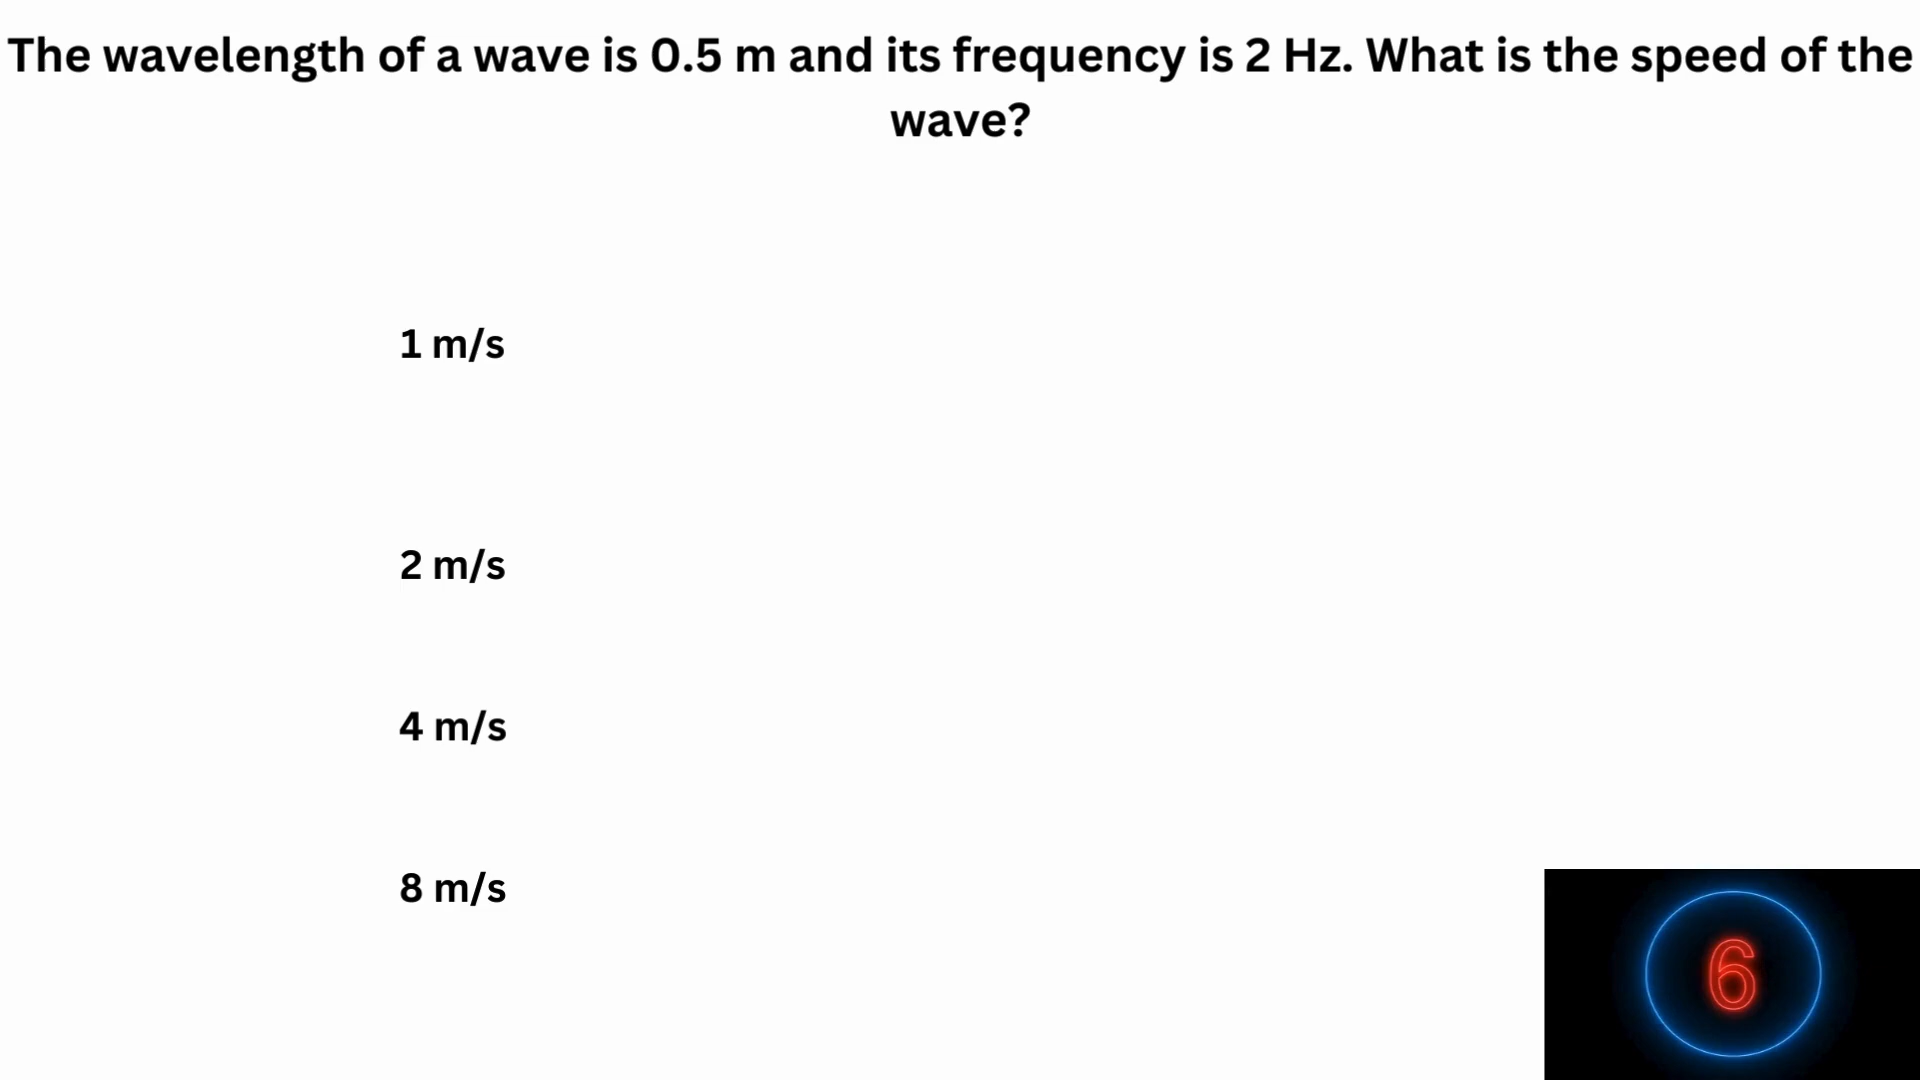 The wavelength of a wave is 0.5 m and its frequency is 2 Hz. What is the speed of the
wave?
1 m/s
2 m/s
4 m/s
8 m/s
6